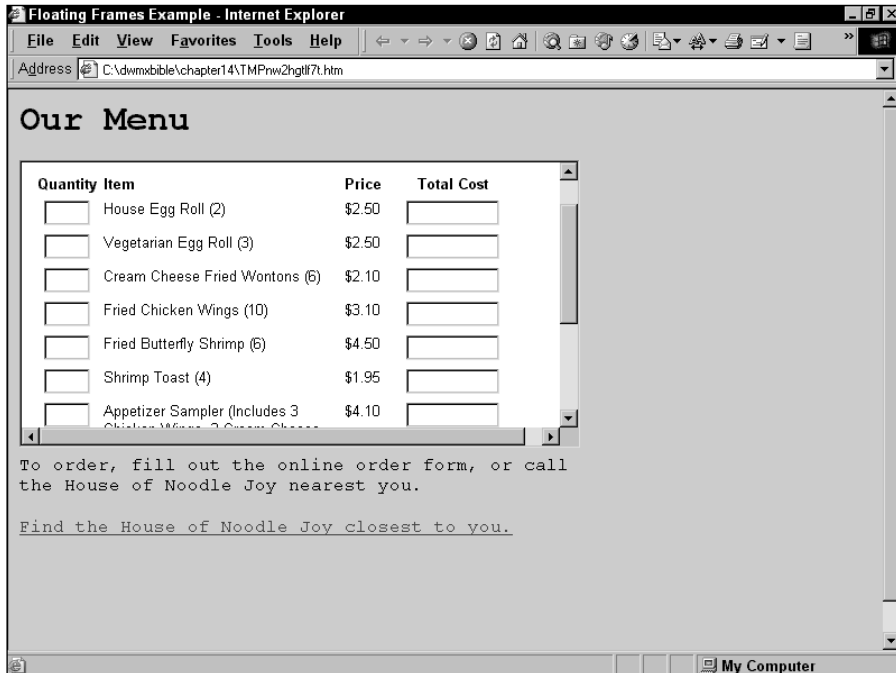 Floating Frames Example - Internet Explorer
File Edit View Favorites Tools Help »
Address C:\dwmxbible\chapter14\TMPnw2hgtlf7t.htm
Our Menu
Quantity Item Price Total Cost
House Egg Roll (2) $2.50
Vegetarian Egg Roll (3) $2.50
Cream Cheese Fried Wontons (6) $2.10
Fried Chicken Wings (10) $3.10
Fried Butterfly Shrimp (6) $4.50
Shrimp Toast (4) $1.95
Appetizer Sampler (Includes 3 $4.10
To order, fill out the online order form, or call
the House of Noodle Joy nearest you.
Find the House of Noodle Joy closest to you.
My Computer